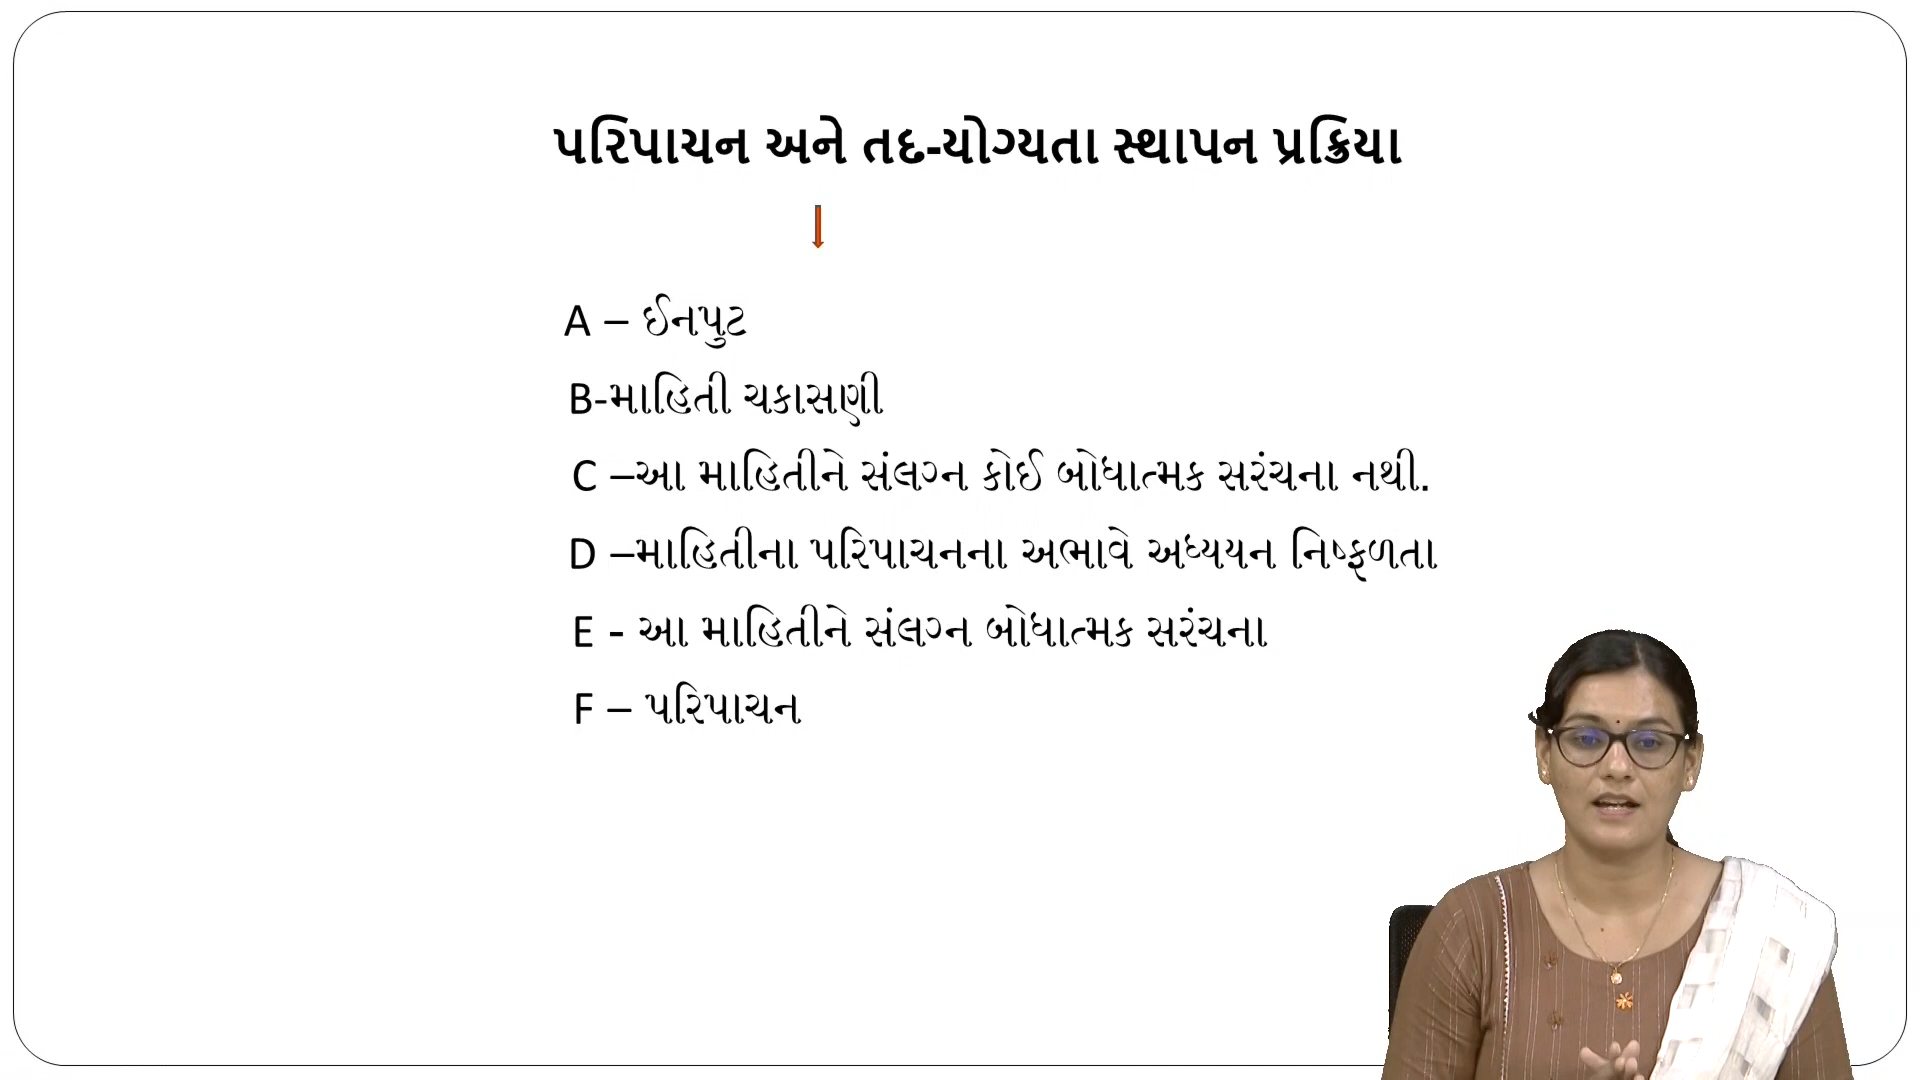 પરિપાચન અને તદ્દ-યોગ્યતા સ્થાપન પ્રક્રિયા
A – ઈનપુટ
B-માહિતી ચકાસણી
C –આ માહિતીને સંલગ્ન કોઈ બોધાત્મક સરંચના નથી.
D –માહિતીના પરિપાચનના અભાવે અધ્યયન નિષ્ફળતા
E - આ માહિતીને સંલગ્ન બોધાત્મક સરંચના
F – પરિપાચન